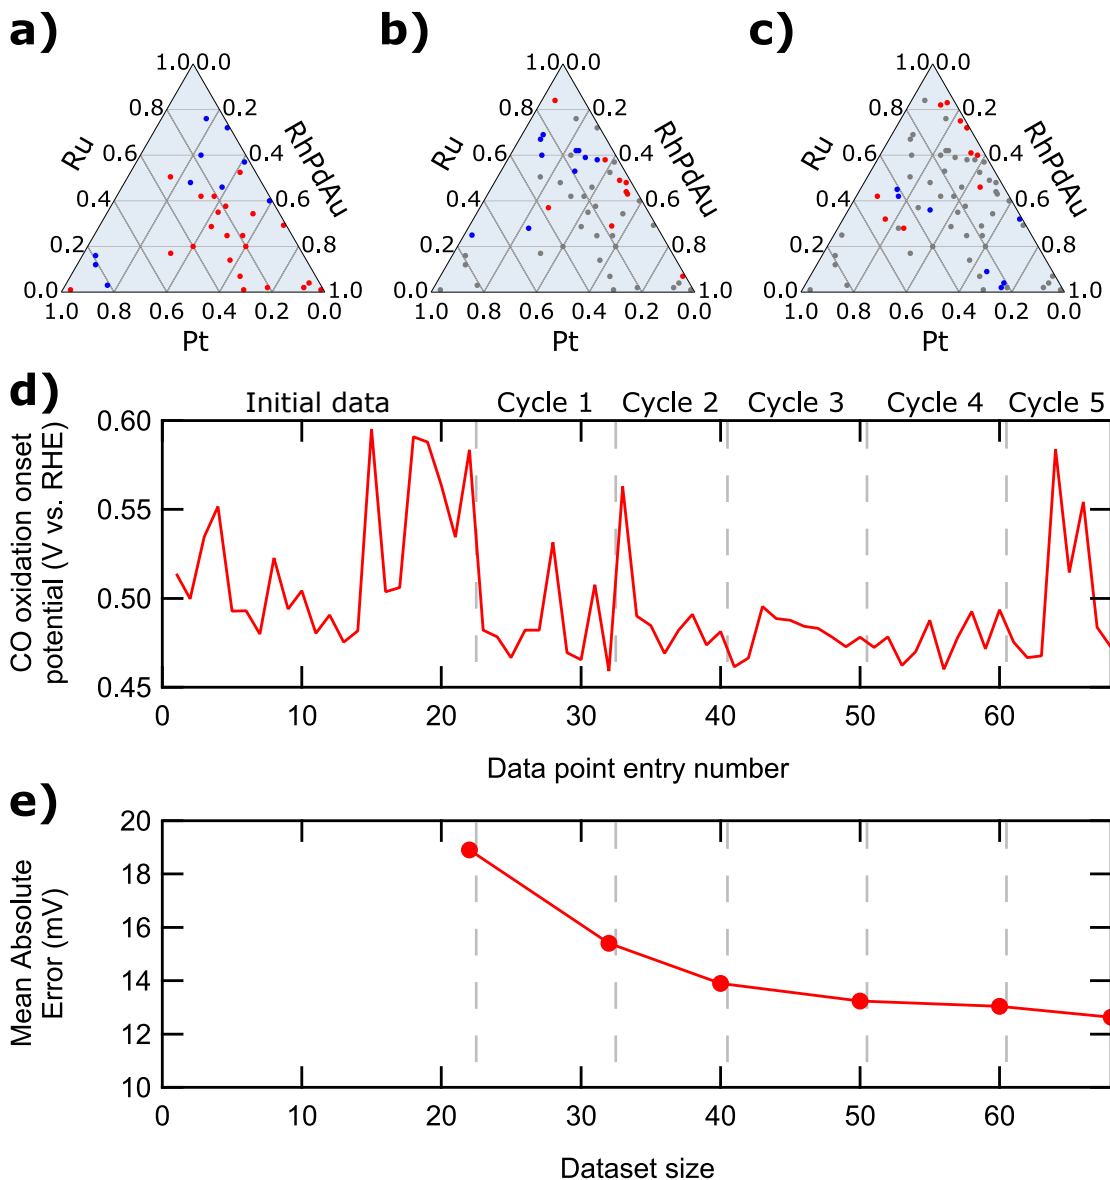 a)
b)
c)
1.0 0.0
0.8 0.2
Ru RhPdAu
0.6 0.4
0.4 0.6
0.2 0.8
0.0 1.0
1.0 0.8 0.6 0.4 0.2 0.0
Pt
1.0 0.0
0.8 0.2
Ru RhPdAu
0.6 0.4
0.4 0.6
0.2 0.8
0.0 1.0
1.0 0.8 0.6 0.4 0.2 0.0
Pt
1.0 0.0
0.8 0.2
Ru RhPdAu
0.6 0.4
0.4 0.6
0.2 0.8
0.0 1.0
1.0 0.8 0.6 0.4 0.2 0.0
Pt
d)
Initial data Cycle 1 Cycle 2 Cycle 3 Cycle 4 Cycle 5
CO oxidation onset
potential (V vs. RHE)
0.60
0.55
0.50
0.45
0 10 20 30 40 50 60
Data point entry number
e)
Mean Absolute
Error (mV)
20
18
16
14
12
10
0 10 20 30 40 50 60
Dataset size